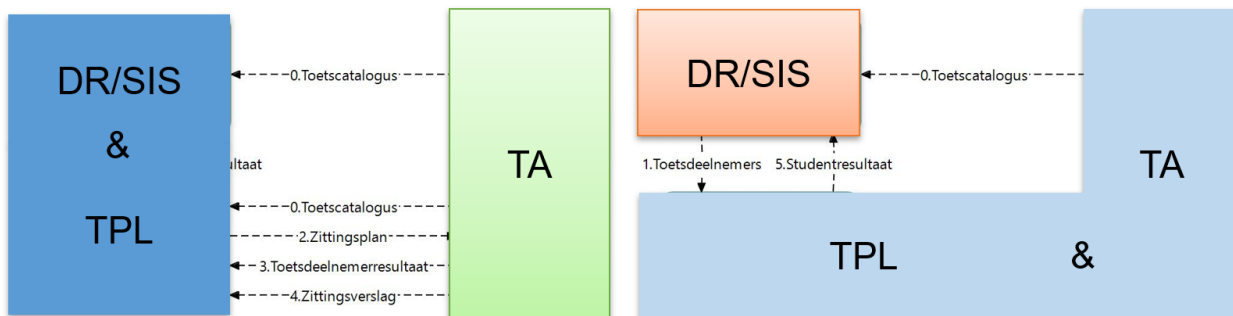 DR/SIS
&
TPL
0.Toetscatalogus
ultaat
0.Toetscatalogus
2.Zittingsplan
3.Toetsdeelnemerresultaat
4.Zittingsverslag
TA
DR/SIS
0.Toetscatalogus
1.Toetsdeelnemers
5.Studentresultaat
TA
TPL
&